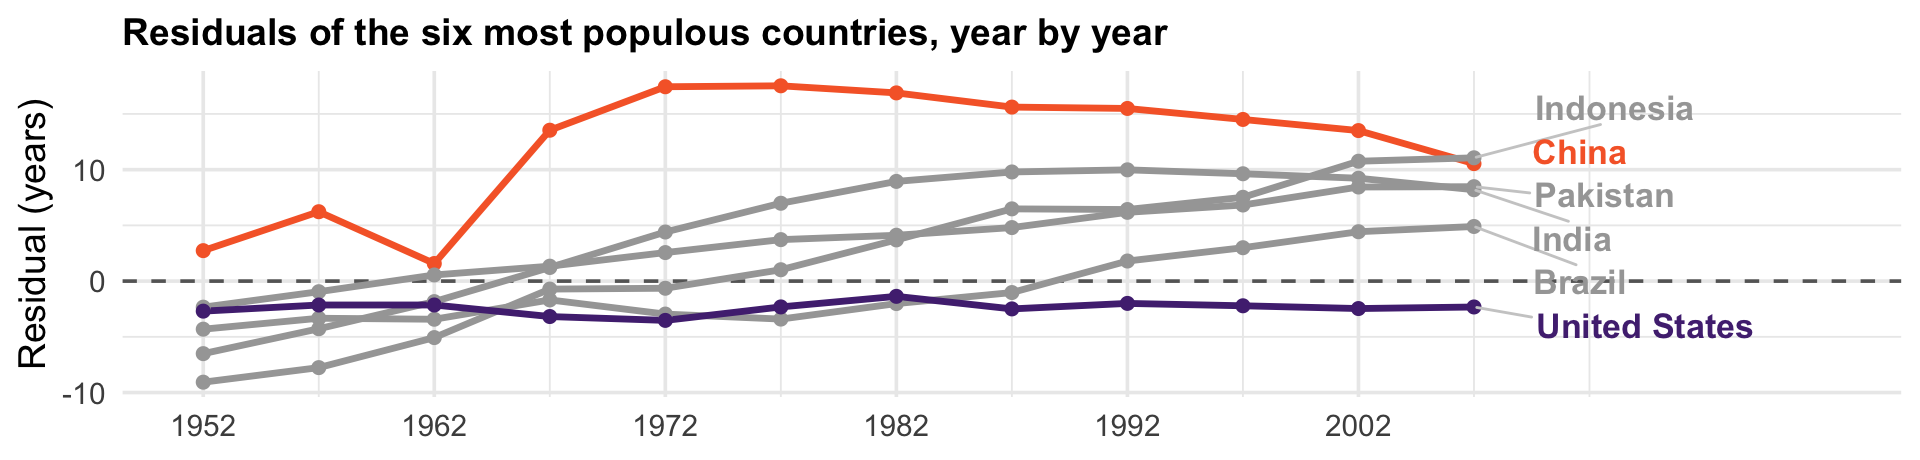 Residuals of the six most populous countries, year by year
Residual (years)
10
0
-10
1952 1962 1972 1982 1992 2002
Indonesia
China
Pakistan
India
Brazil
United States